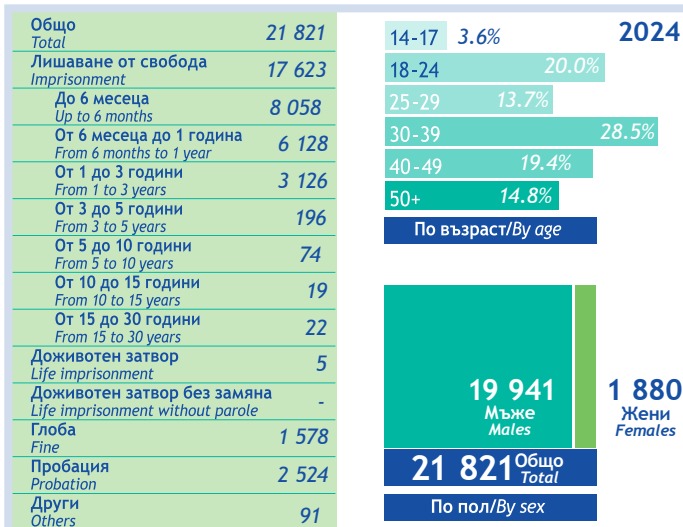 Общо 21 821
Total
Лишаване от свобода 17 623
Imprisonment
До 6 месеца 8 058
Up to 6 months
От 6 месеца до 1 година 6 128
From 6 months to 1 year
От 1 до 3 години 3 126
From 1 to 3 years
От 3 до 5 години 196
From 3 to 5 years
От 5 до 10 години 74
From 5 to 10 years
От 10 до 15 години 19
From 10 to 15 years
От 15 до 30 години 22
From 15 to 30 years
Доживотен затвор 5
Life imprisonment
Доживотен затвор без замяна -
Life imprisonment without parole
Глоба 1 578
Fine
Пробация 2 524
Probation
Други 91
Others
2024
14-17 3.6%
18-24 20.0%
25-29 13.7%
30-39 28.5%
40-49 19.4%
50+ 14.8%
По възраст/By age
19 941
Мъже
Males
1 880
Жени
Females
21 821 Общо
Total
По пол/By sex